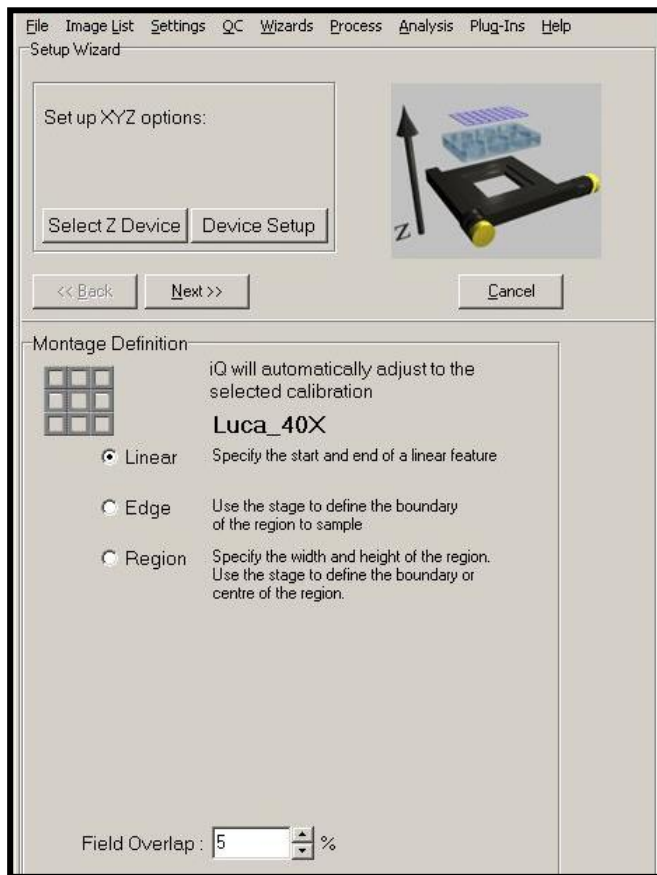 File Image List Settings QC Wizards Process Analysis Plug-Ins Help
Setup Wizard
Set up XYZ options:
Select Z Device Device Setup
Z
<< Back Next >> Cancel
Montage Definition
iQ will automatically adjust to the
selected calibration
Luca_40X
Linear Specify the start and end of a linear feature
Edge Use the stage to define the boundary
of the region to sample
Region Specify the width and height of the region.
Use the stage to define the boundary or
centre of the region.
Field Overlap : 5 %